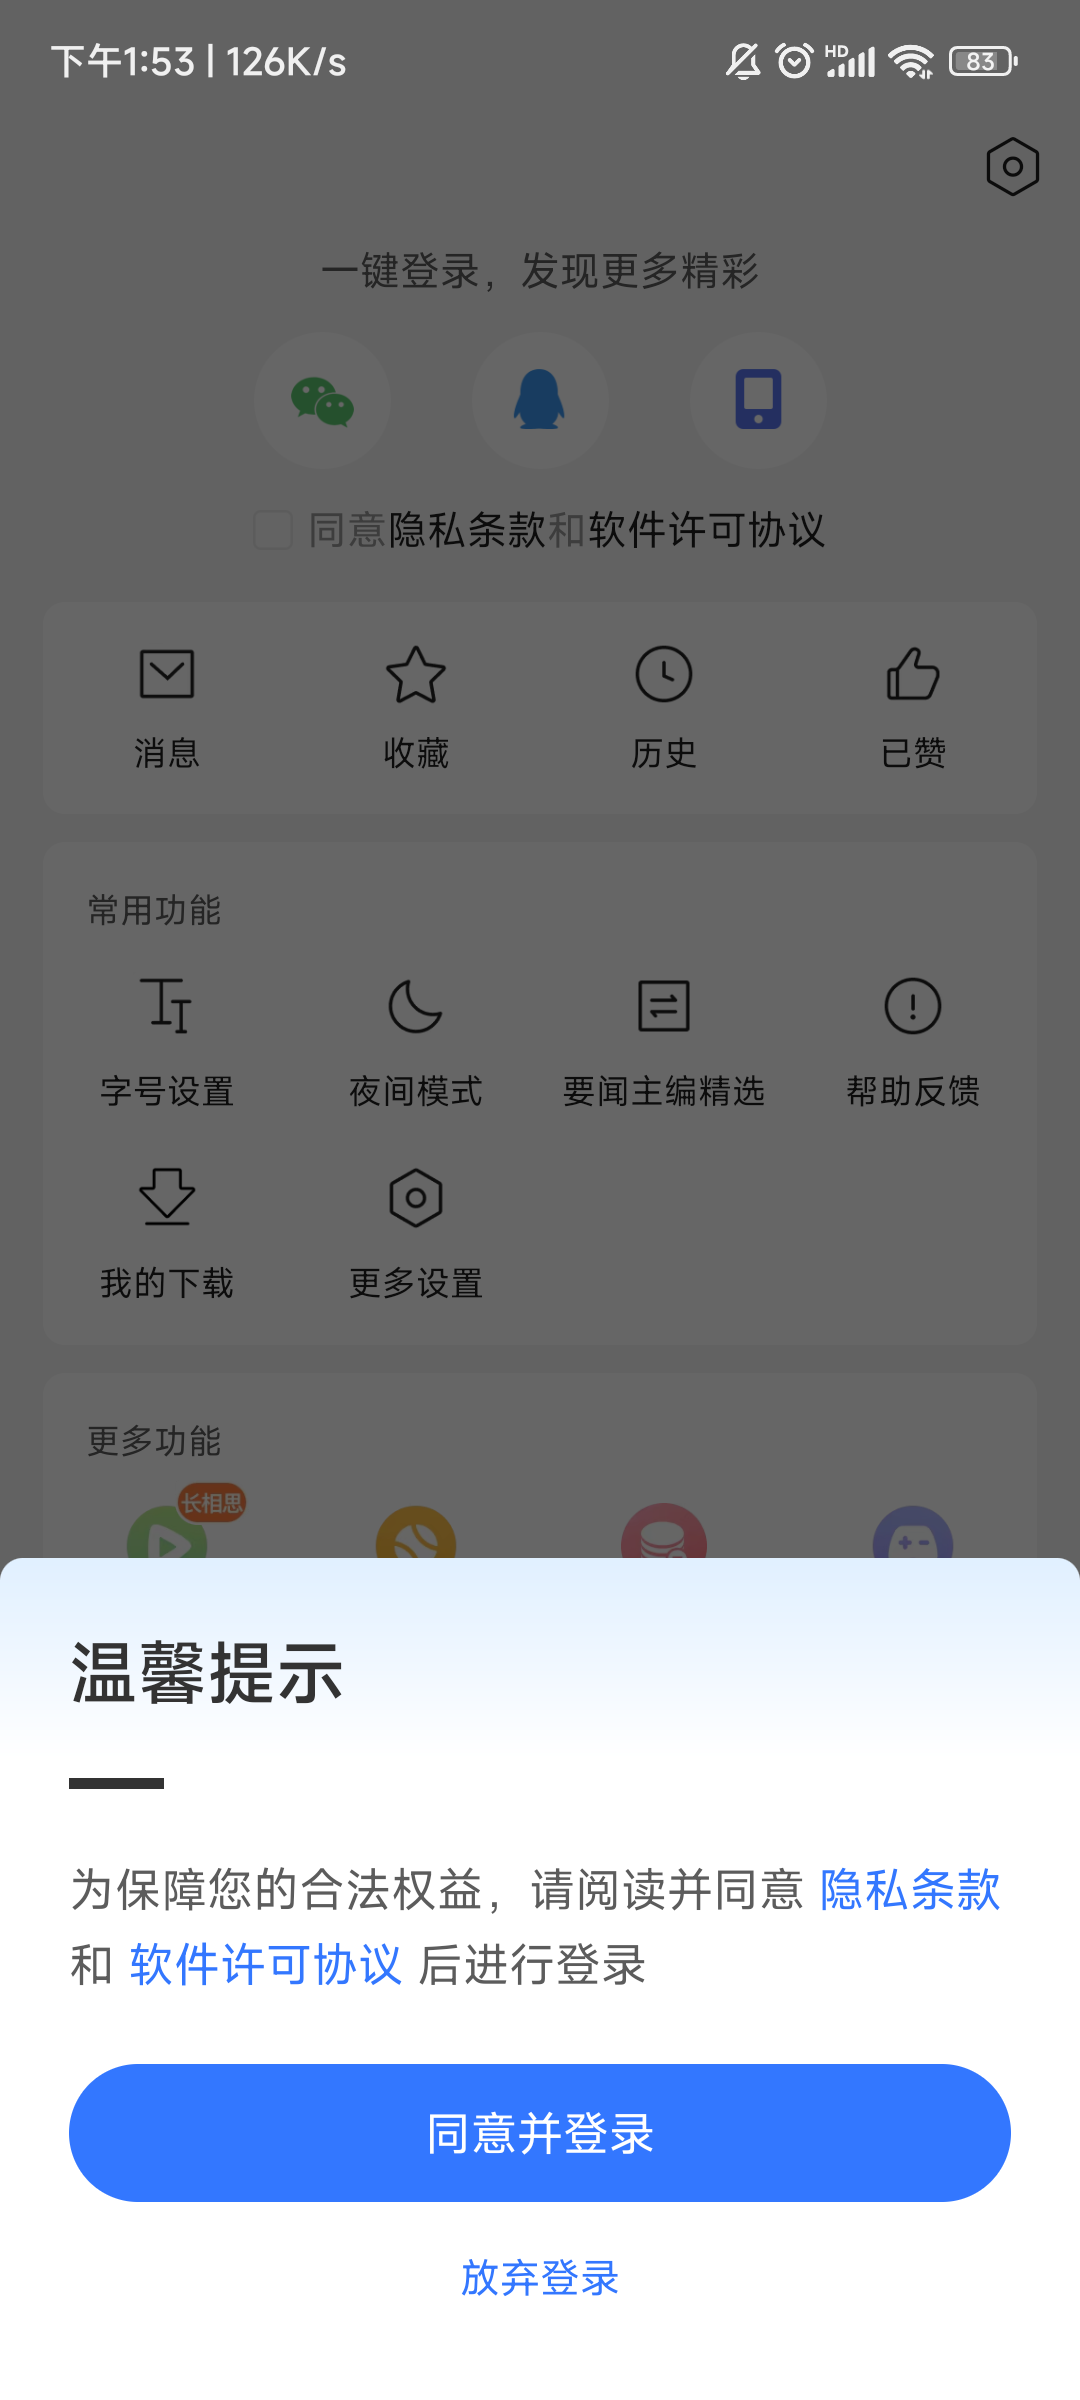 下午1:53 | 126K/s
HD
83
一键登录，发现更多精彩
同意隐私条款和软件许可协议
消息 收藏 历史 已赞
常用功能
字号设置 夜间模式 要闻主编精选 帮助反馈
我的下载 更多设置
更多功能
长相思
温馨提示
为保障您的合法权益，请阅读并同意 隐私条款
和 软件许可协议 后进行登录
同意并登录
放弃登录